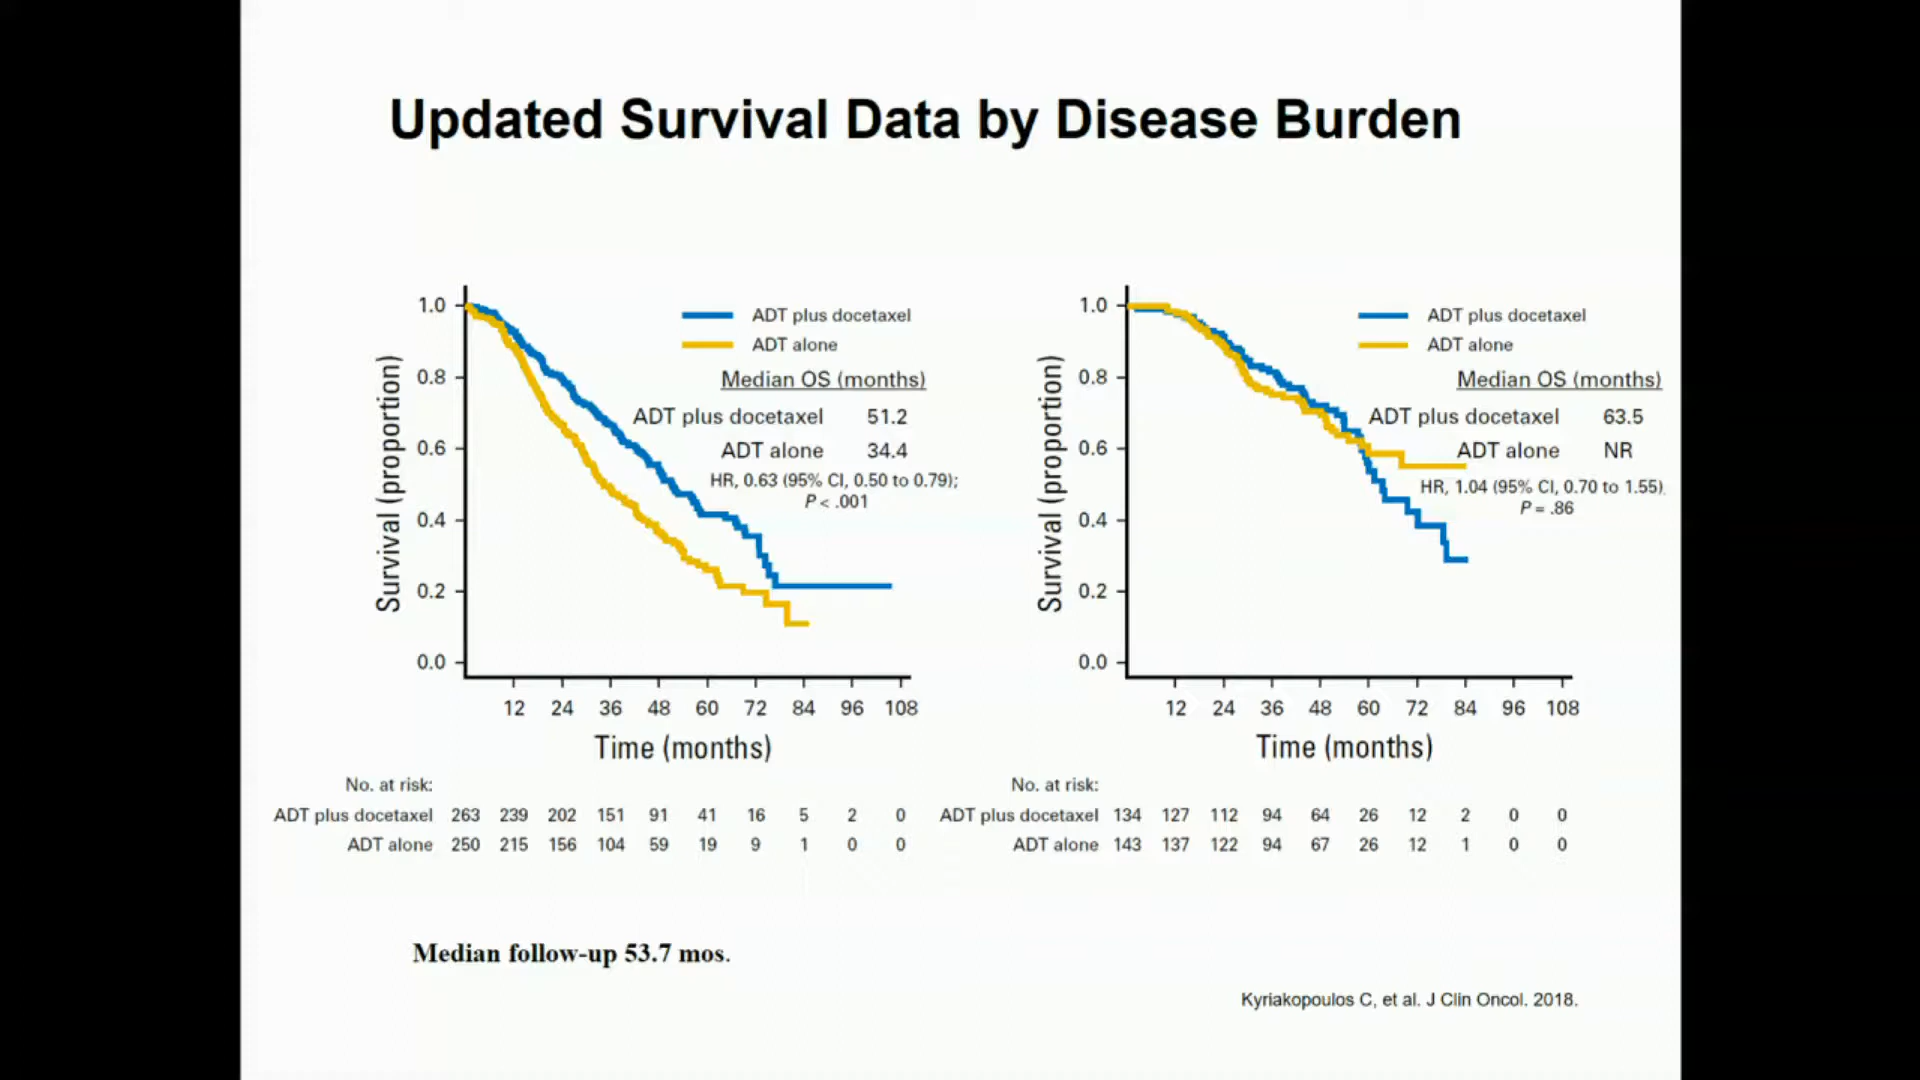 Updated Survival Data by Disease Burden
1.0
0.8
0.6
0.4
0.2
0.0
Survival (proportion)
ADT plus docetaxel
ADT alone
Median OS (months)
ADT plus docetaxel 51.2
ADT alone 34.4
HR, 0.63 (95% CI, 0.50 to 0.79);
P < .001
12 24 36 48 60 72 84 96 108
Time (months)
No. at risk:
ADT plus docetaxel 263 239 202 151 91 41 16 5 2 0
ADT alone 250 215 156 104 59 19 9 1 0 0
1.0
0.8
0.6
0.4
0.2
0.0
Survival (proportion)
ADT plus docetaxel
ADT alone
Median OS (months)
ADT plus docetaxel 63.5
ADT alone NR
HR, 1.04 (95% CI, 0.70 to 1.55)
P = .86
12 24 36 48 60 72 84 96 108
Time (months)
No. at risk:
ADT plus docetaxel 134 127 112 94 64 26 12 2 0 0
ADT alone 143 137 122 94 67 26 12 1 0 0
Median follow-up 53.7 mos.
Kyriakopoulos C, et al. J Clin Oncol. 2018.